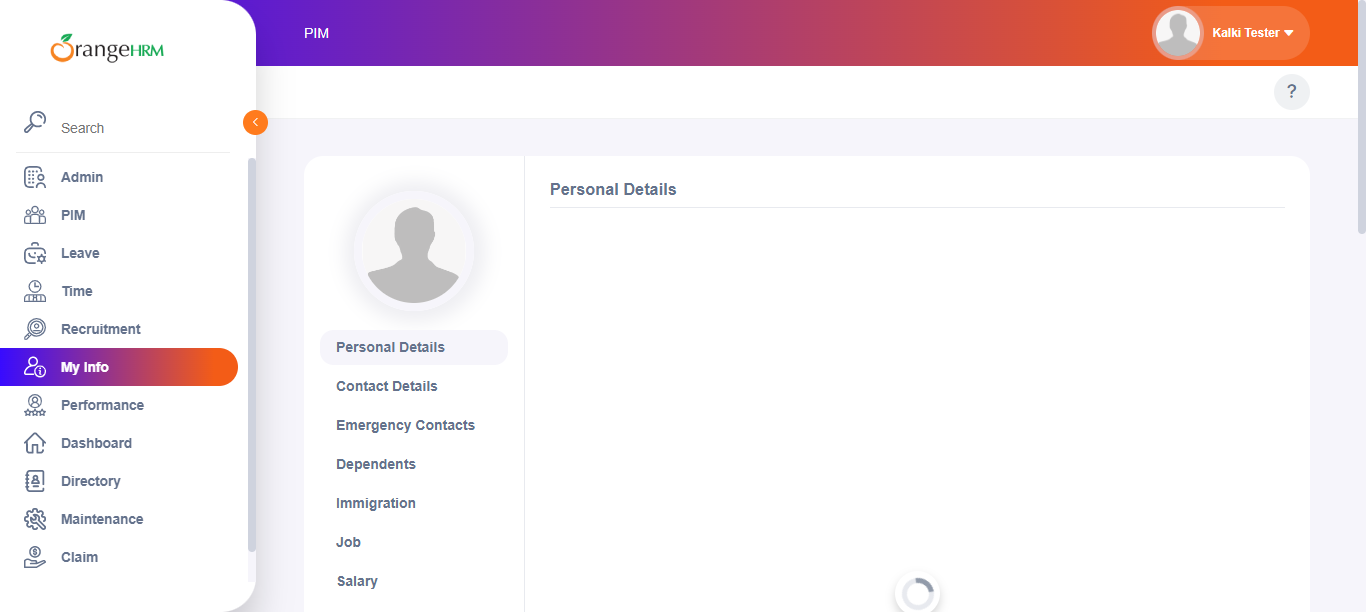 OrangeHRM
PIM
Kalki Tester
?
Search
Admin
PIM
Leave
Time
Recruitment
My Info
Performance
Dashboard
Directory
Maintenance
Claim
Personal Details
Contact Details
Emergency Contacts
Dependents
Immigration
Job
Salary
Personal Details